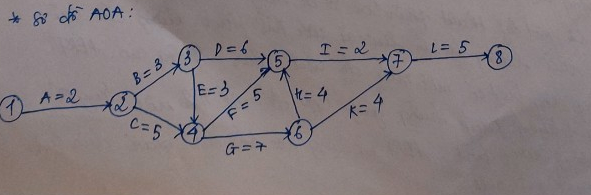 * Sơ đồ AOA:
3 D=6 5 I=2 7 L=5 8
B=3
E=3 F=5 H=4 K=4
1 A=2 2
C=5
4 6
G=7